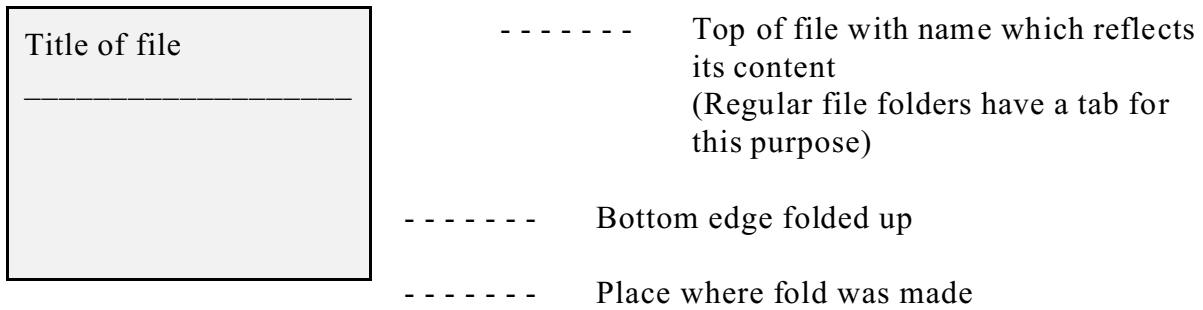 Title of file
___________________
- - - - - - - Top of file with name which reflects
its content
(Regular file folders have a tab for
this purpose)
- - - - - - - Bottom edge folded up
- - - - - - - Place where fold was made